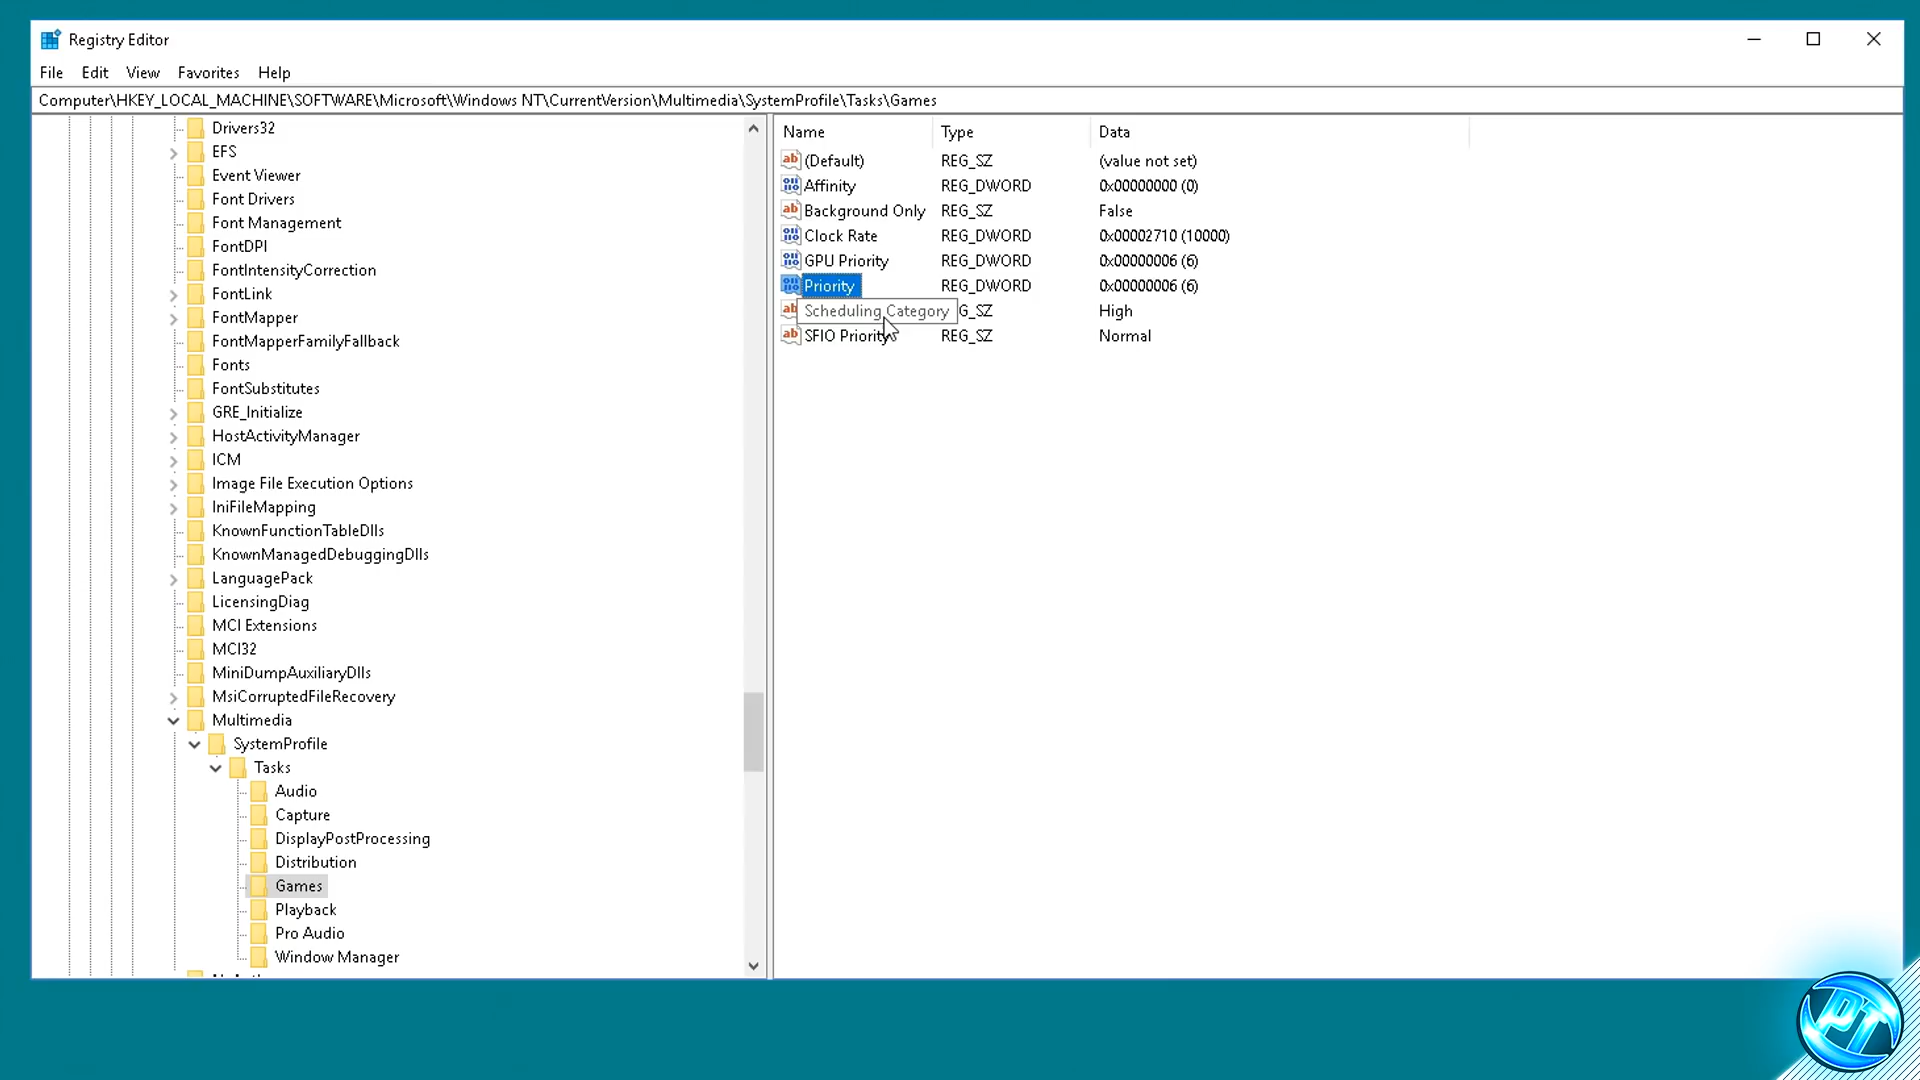 Registry Editor
File Edit View Favorites Help
Computer\HKEY_LOCAL_MACHINE\SOFTWARE\Microsoft\Windows NT\CurrentVersion\Multimedia\SystemProfile\Tasks\Games
Drivers32
EFS
Event Viewer
Font Drivers
Font Management
FontDPI
FontIntensityCorrection
FontLink
FontMapper
FontMapperFamilyFallback
Fonts
FontSubstitutes
GRE_Initialize
HostActivityManager
ICM
Image File Execution Options
IniFileMapping
KnownFunctionTableDlls
KnownManagedDebuggingDlls
LanguagePack
LicensingDiag
MCI Extensions
MCI32
MiniDumpAuxiliaryDlls
MsiCorruptedFileRecovery
Multimedia
SystemProfile
Tasks
Audio
Capture
DisplayPostProcessing
Distribution
Games
Playback
Pro Audio
Window Manager
Name Type Data
(Default) REG_SZ (value not set)
Affinity REG_DWORD 0x00000000 (0)
Background Only REG_SZ False
Clock Rate REG_DWORD 0x00002710 (10000)
GPU Priority REG_DWORD 0x00000006 (6)
Priority REG_DWORD 0x00000006 (6)
Scheduling Category G_SZ High
SFIO Priority REG_SZ Normal
PT